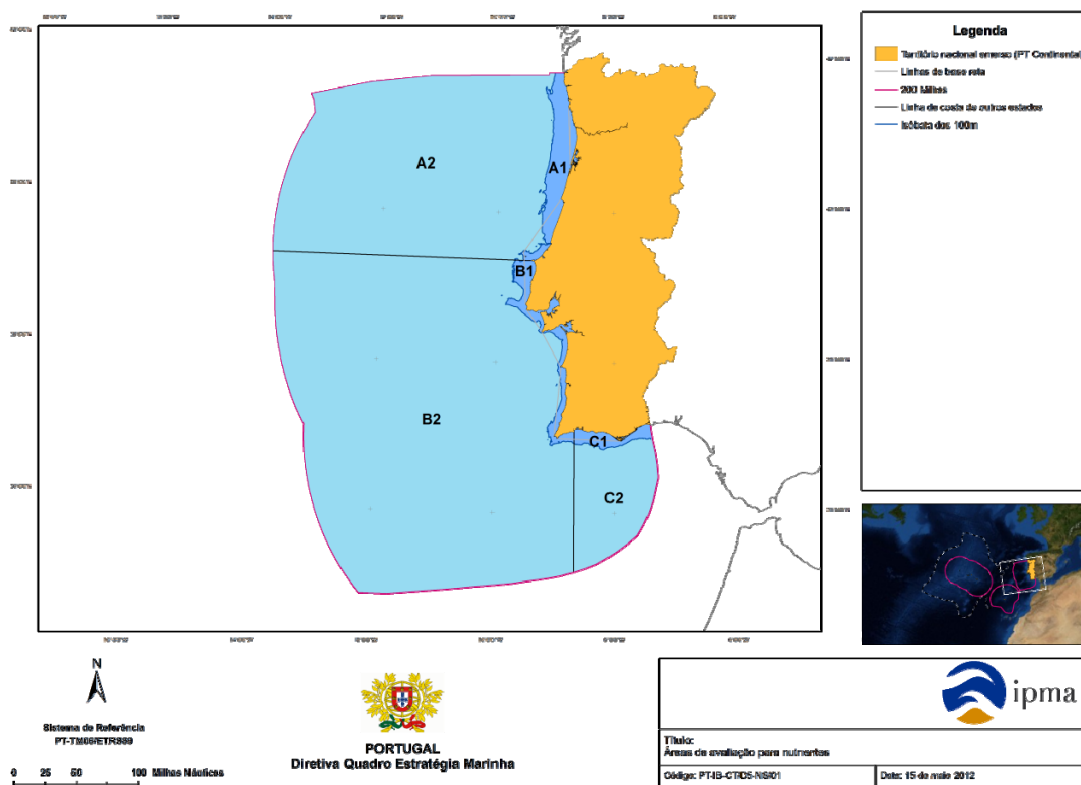 Legenda
Território nacional emerso (PT Continental)
Linhas de base reta
200 Milhas
Linha de costa de outros estados
Isóbata dos 100m
A2
A1
B1
B2
C1
C2
N
Sistema de Referência
PT-TM06/ETRS89
0 25 50 100 Milhas Náuticas
PORTUGAL
Diretiva Quadro Estratégia Marinha
ipma
Título:
Áreas de avaliação para nutrientes
Código: PT-IB-CT/D5-NS/01
Data: 15 de maio 2012